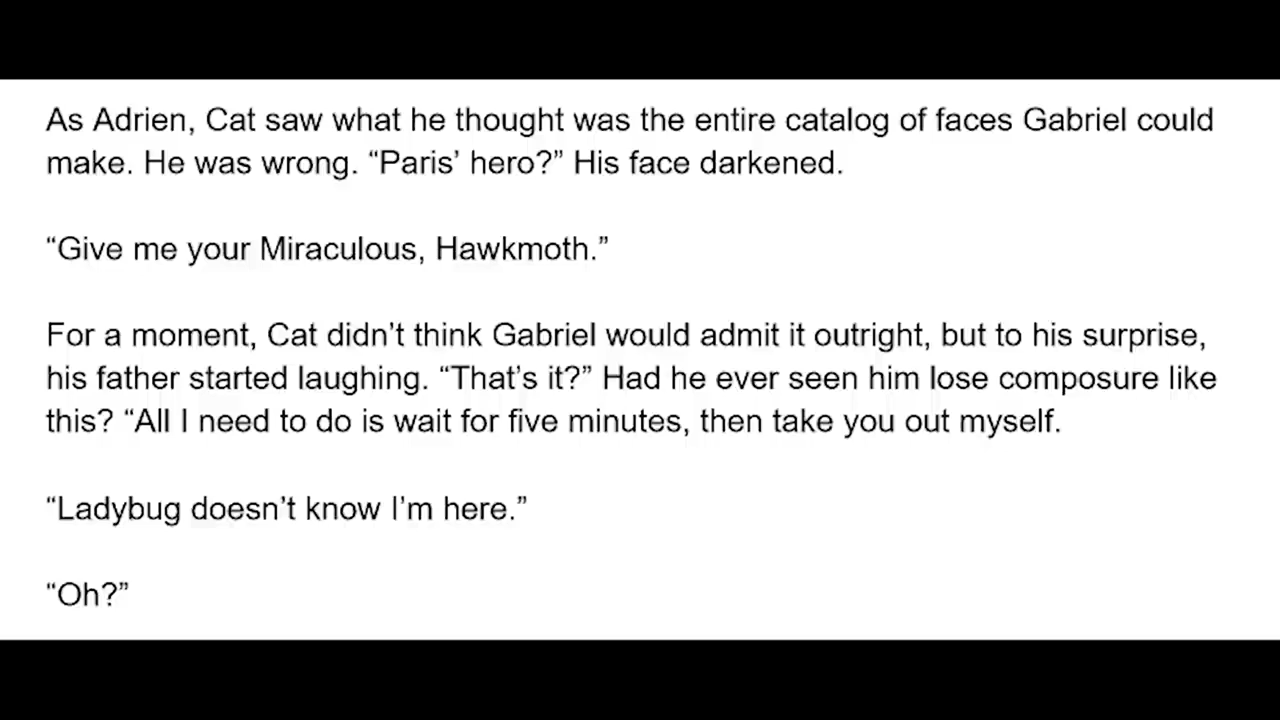 As Adrien, Cat saw what he thought was the entire catalog of faces Gabriel could
make. He was wrong. “Paris’ hero?” His face darkened.
“Give me your Miraculous, Hawkmoth.”
For a moment, Cat didn’t think Gabriel would admit it outright, but to his surprise,
his father started laughing. “That’s it?” Had he ever seen him lose composure like
this? “All I need to do is wait for five minutes, then take you out myself.
“Ladybug doesn’t know I’m here.”
“Oh?”